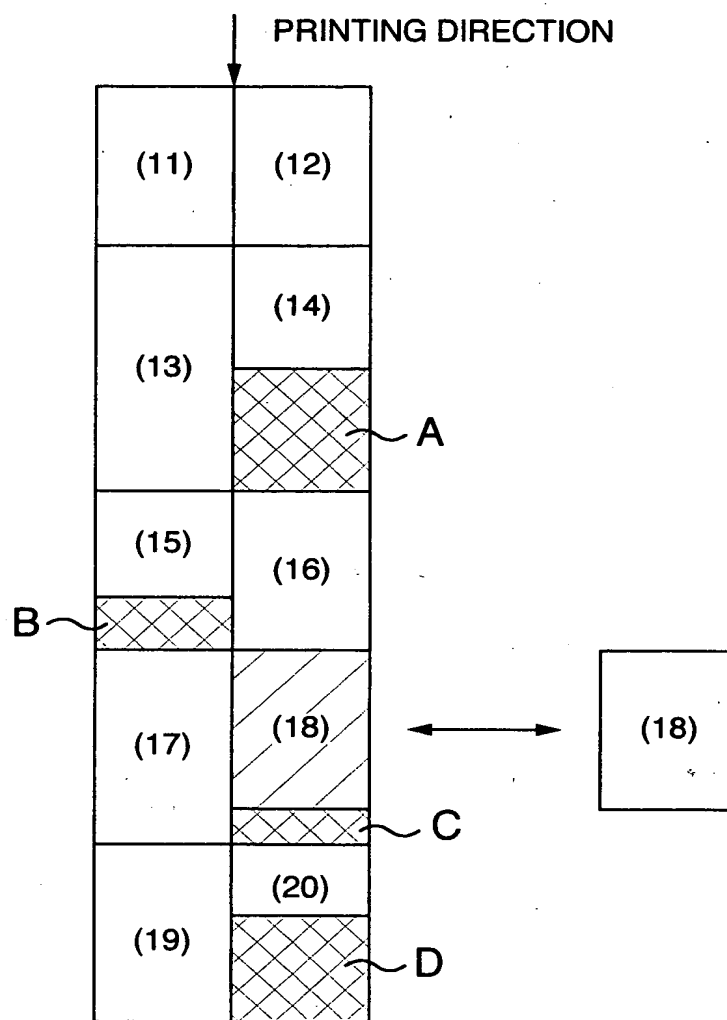 PRINTING DIRECTION
(11) (12)
(14)
(13)
A
(15)
(16)
B
(17) (18) (18)
C
(20)
(19)
D